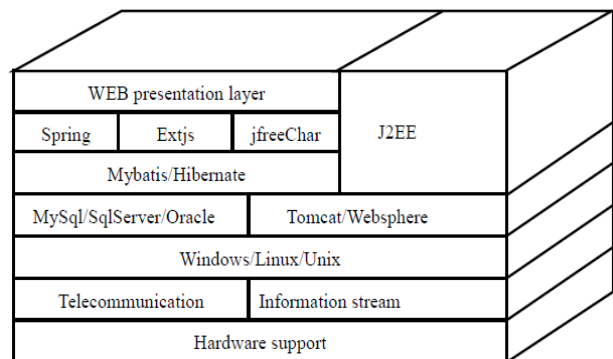 WEB presentation layer
Spring
Extjs
jfreeChar
J2EE
Mybatis/Hibernate
MySql/SqlServer/Oracle
Tomcat/Websphere
Windows/Linux/Unix
Telecommunication
Information stream
Hardware support